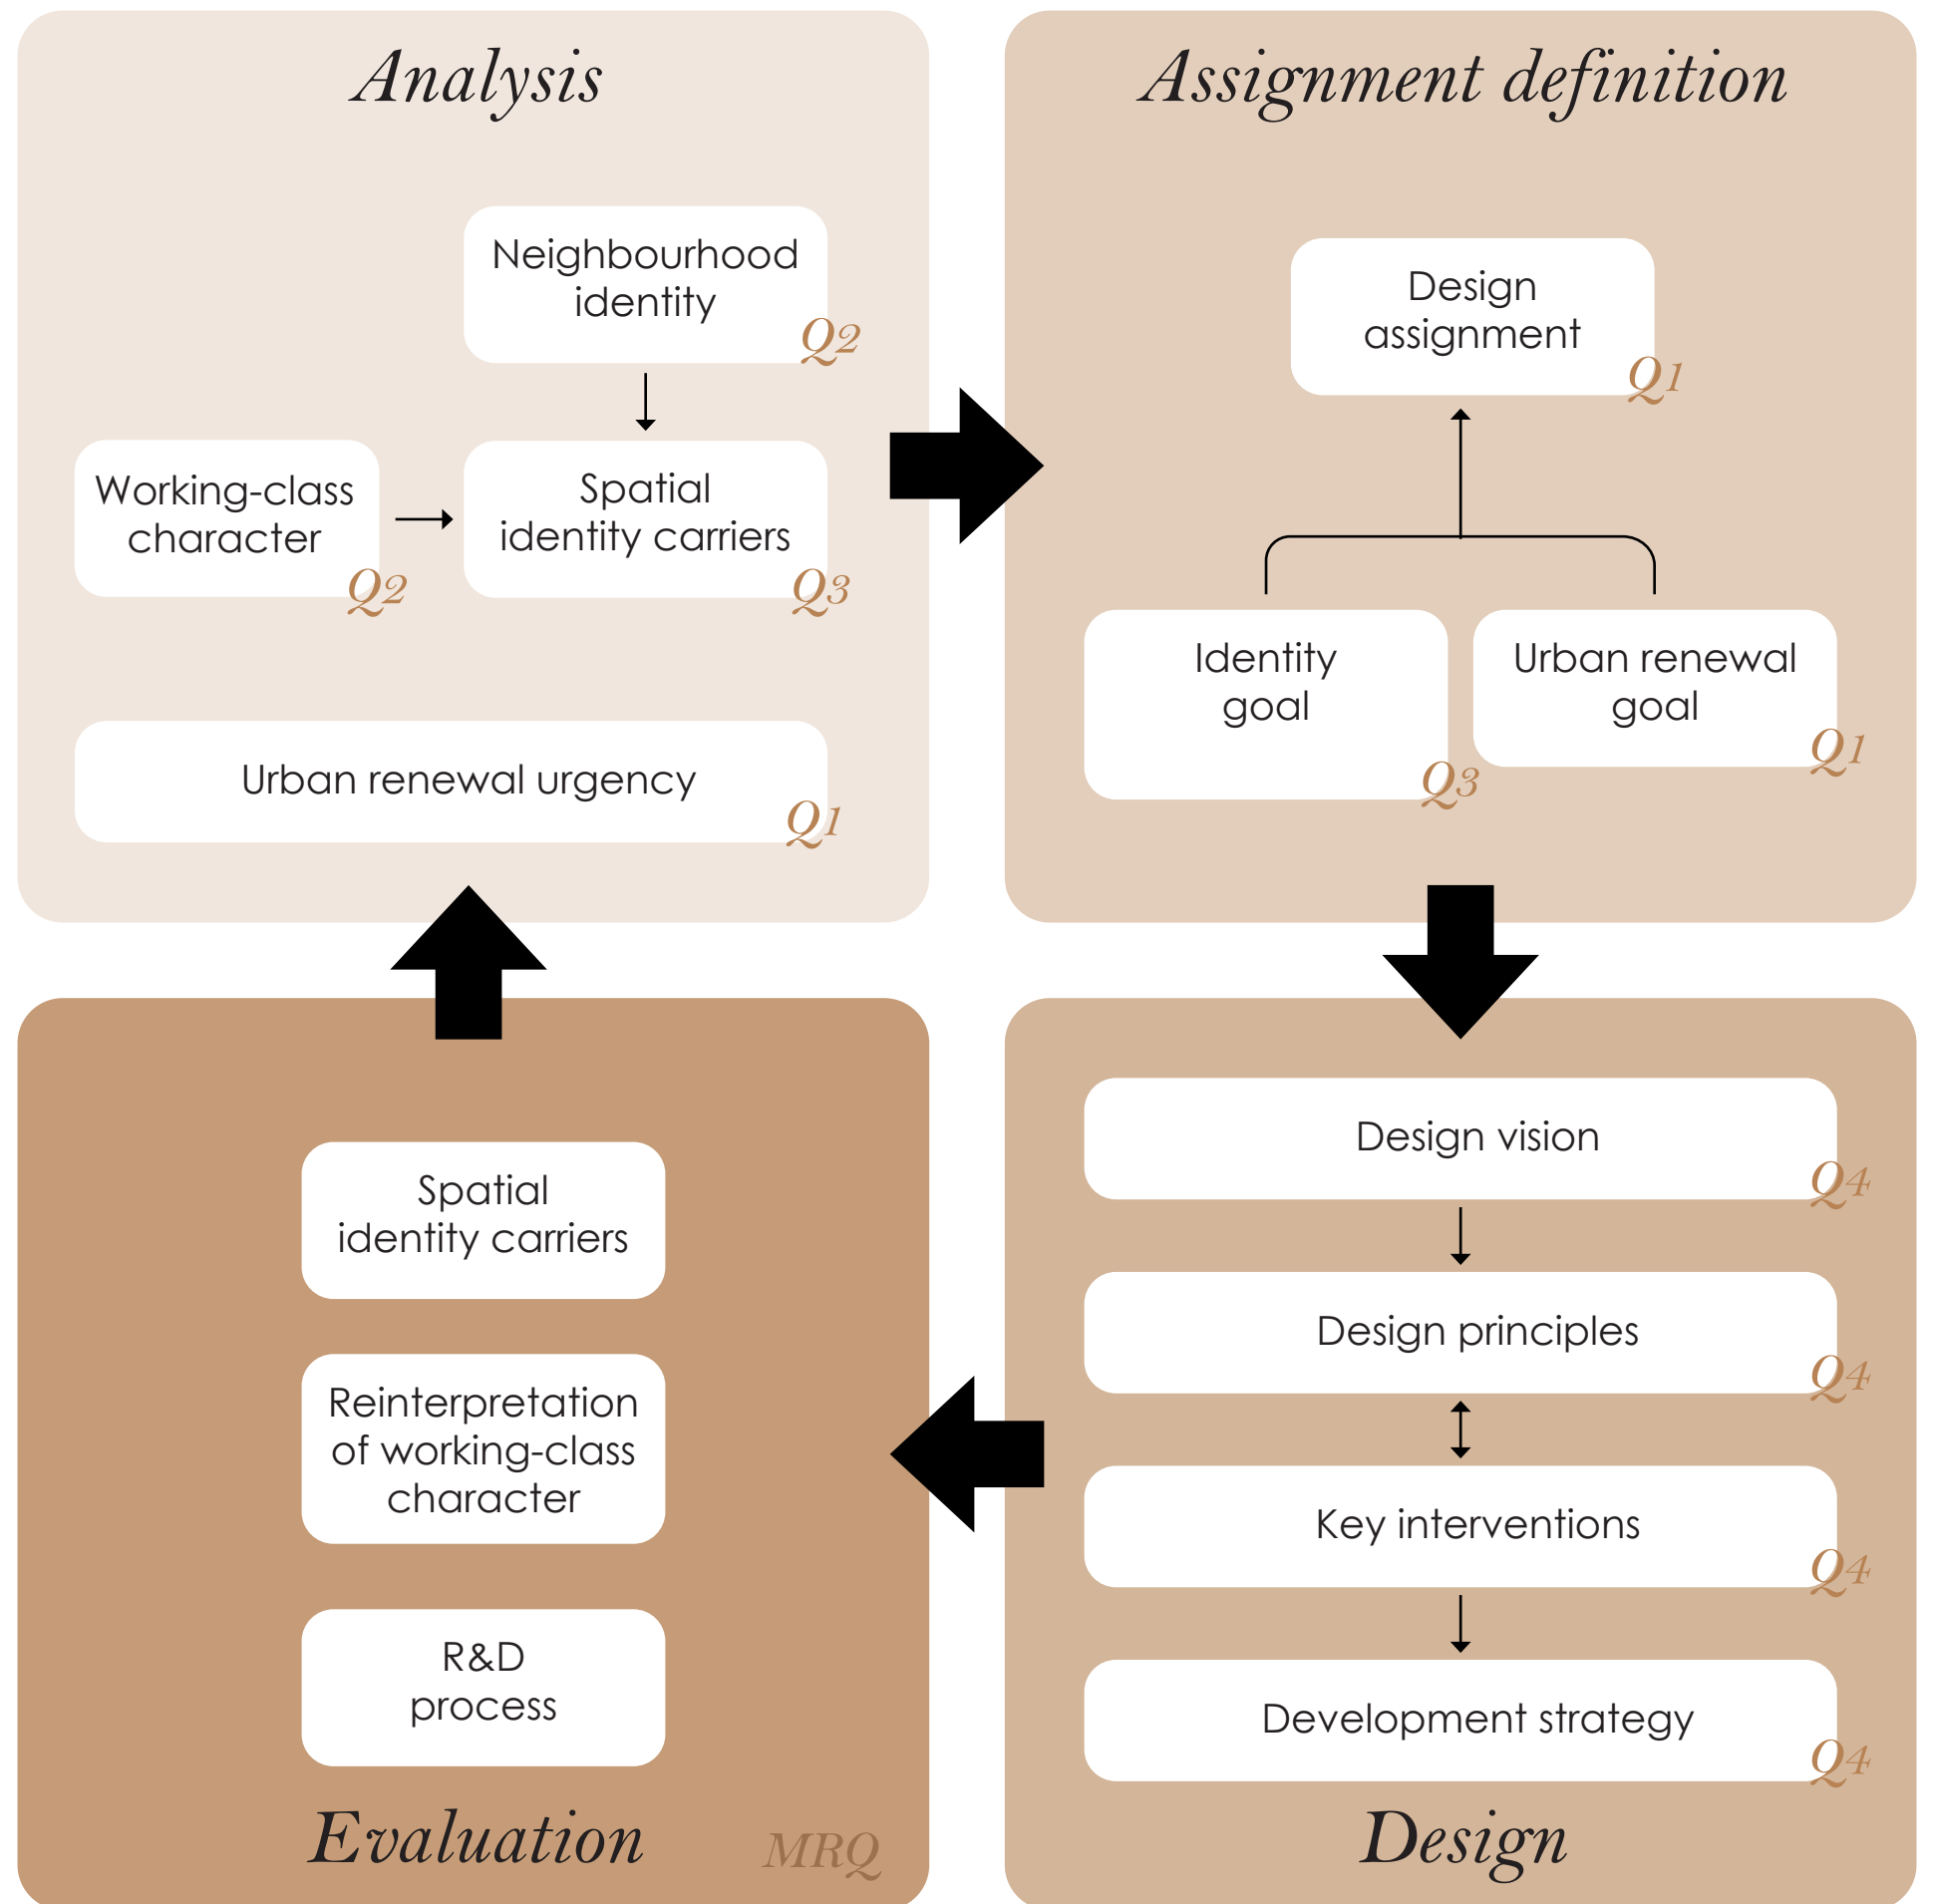 Analysis
Neighbourhood
identity
Q2
Working-class
character
Q2
Spatial
identity carriers
Q3
Urban renewal urgency
Q1
Assignment definition
Design
assignment
Q1
Identity
goal
Q3
Urban renewal
goal
Q1
Design vision
Q4
Design principles
Q4
Key interventions
Q4
Development strategy
Q4
Design
Spatial
identity carriers
Reinterpretation
of working-class
character
R&D
process
Evaluation
MRQ